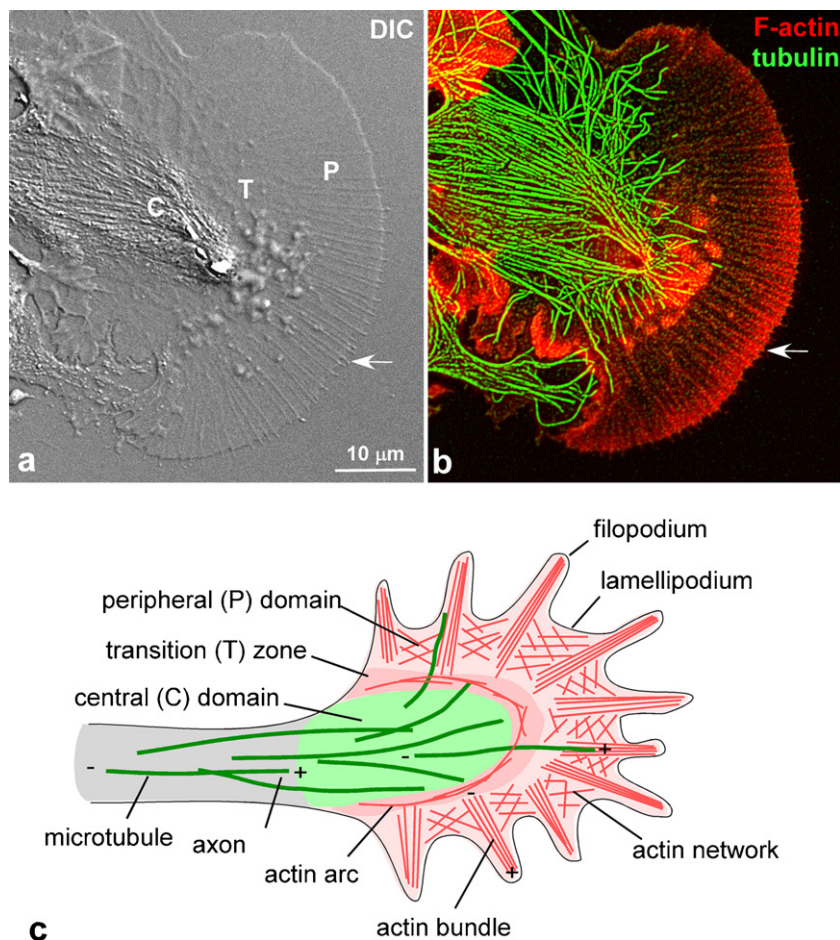 DIC
C
T
P
a
10 μm
F-actin
tubulin
b
filopodium
lamellipodium
peripheral (P) domain
transition (T) zone
central (C) domain
-
+
-
+
-
microtubule
axon
actin arc
actin network
+
actin bundle
c